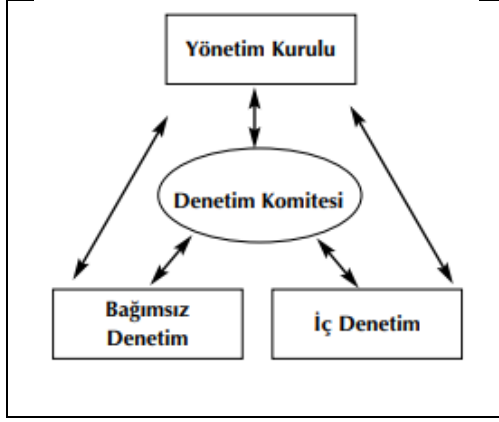 Yönetim Kurulu
Denetim Komitesi
Bağımsız
Denetim
İç Denetim